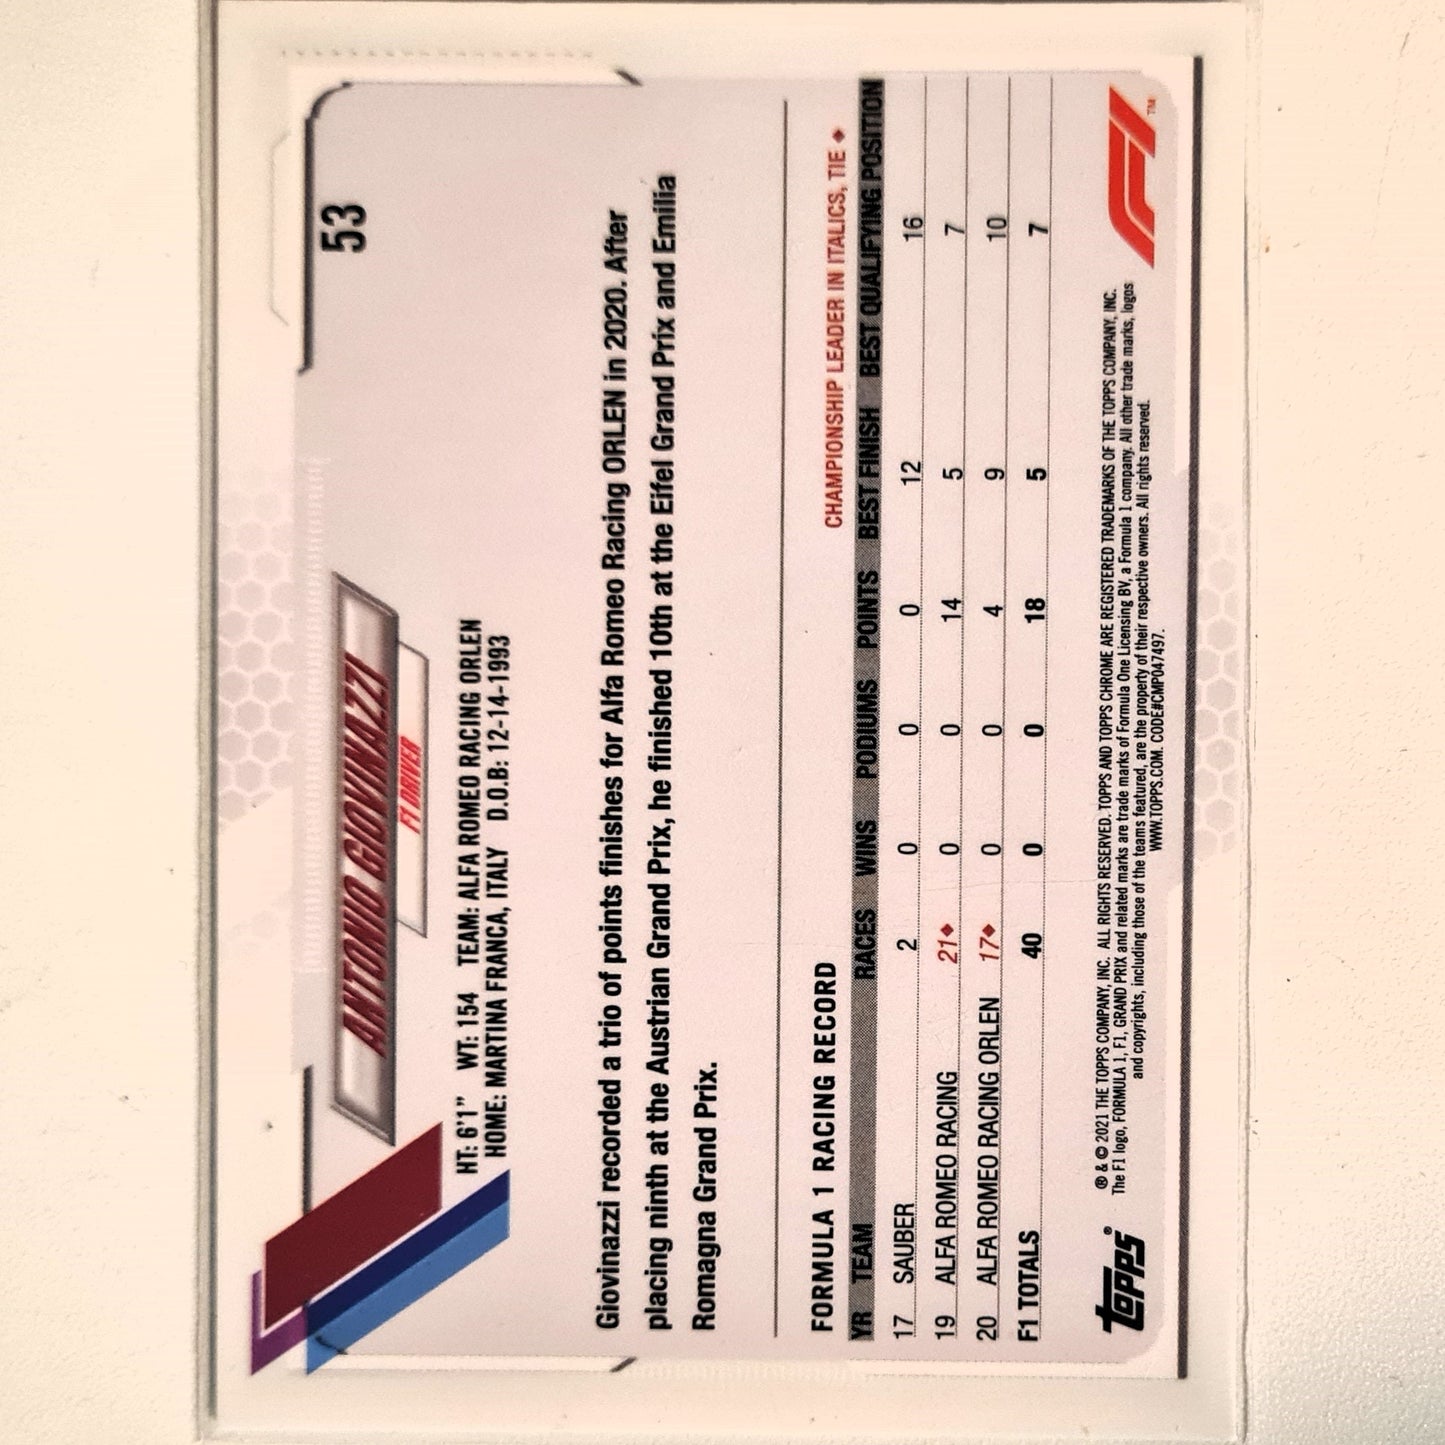 53
ANTONIO GIOVINAZZI
F1 DRIVER
HT: 6'1" WT: 154 TEAM: ALFA ROMEO RACING ORLEN
HOME: MARTINA FRANCA, ITALY D.O.B: 12-14-1993
Giovinazzi recorded a trio of points finishes for Alfa Romeo Racing ORLEN in 2020. After
placing ninth at the Austrian Grand Prix, he finished 10th at the Eifel Grand Prix and Emilia
Romagna Grand Prix.
FORMULA 1 RACING RECORD CHAMPIONSHIP LEADER IN ITALICS, TIE ♦
YR TEAM RACES WINS PODIUMS POINTS BEST FINISH BEST QUALIFYING POSITION
17 SAUBER 2 0 0 0 12 16
19 ALFA ROMEO RACING 21♦ 0 0 14 5 7
20 ALFA ROMEO RACING ORLEN 17♦ 0 0 4 9 10
F1 TOTALS 40 0 0 18 5 7
topps® ® & © 2021 THE TOPPS COMPANY, INC. ALL RIGHTS RESERVED. TOPPS AND TOPPS CHROME ARE REGISTERED TRADEMARKS OF THE TOPPS COMPANY, INC.
The F1 logo, FORMULA 1, F1, GRAND PRIX and related marks are trade marks of Formula One Licensing BV, a Formula 1 company. All other trade marks, logos
and copyrights, including those of the teams featured, are the property of their respective owners. All rights reserved.
WWW.TOPPS.COM. CODE#CMP047497.
F1™